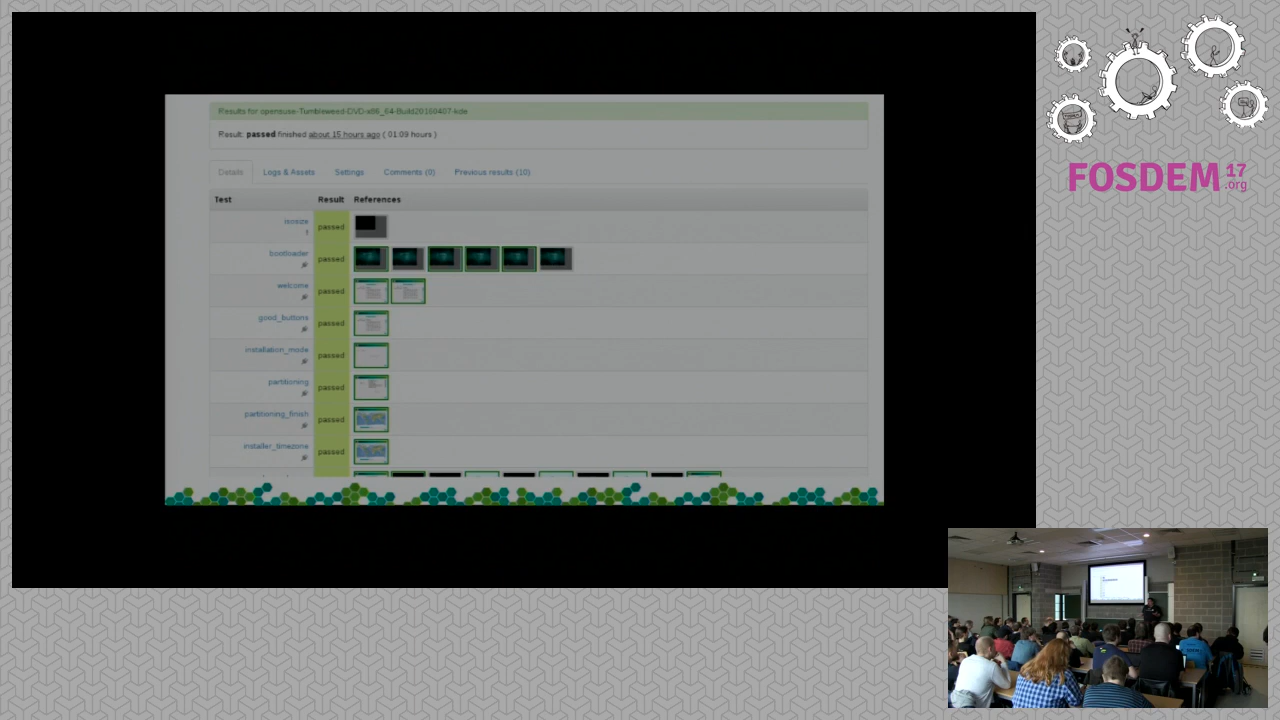 Results for opensuse-Tumbleweed-DVD-x86_64-Build20160407-kde
Result: passed finished about 15 hours ago ( 01:09 hours )
Details Logs & Assets Settings Comments (0) Previous results (10)
Test Result References
isosize passed
bootloader passed
welcome passed
good_buttons passed
installation_mode passed
partitioning passed
partitioning_finish passed
installer_timezone passed
FOSDEM 17
.org